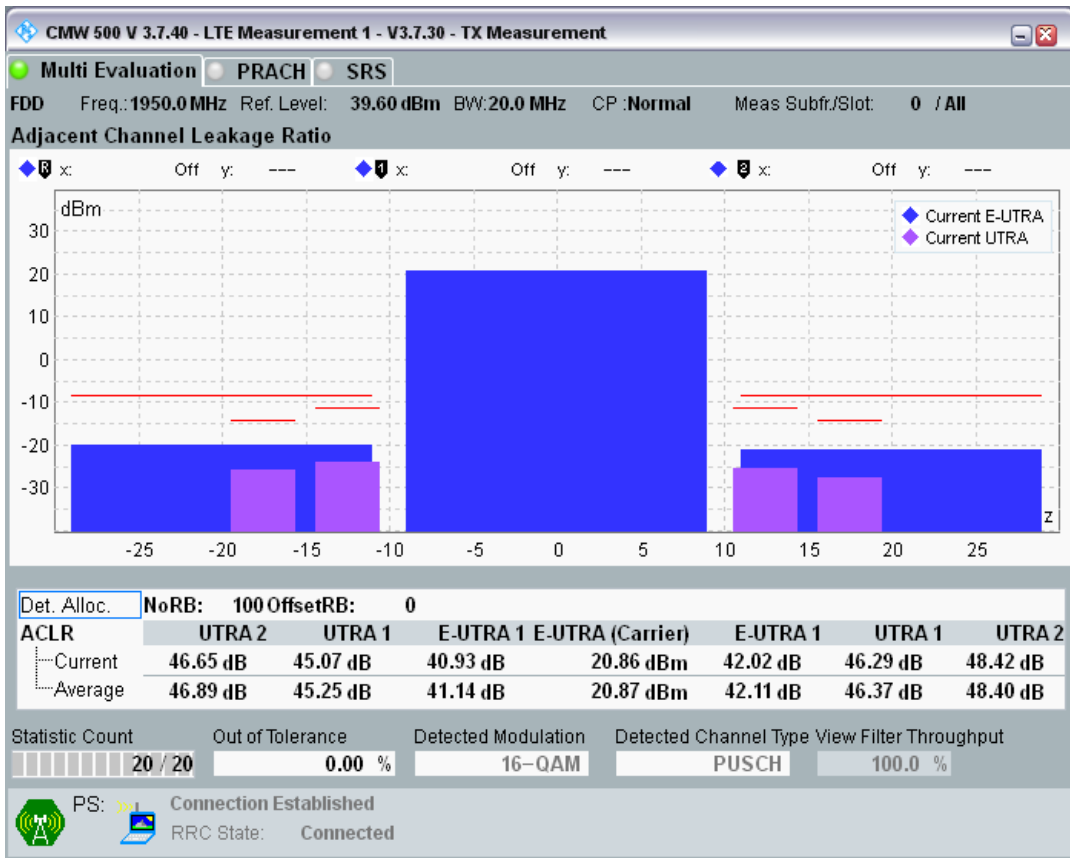 CMW 500 V 3.7.40 - LTE Measurement 1 - V3.7.30 - TX Measurement
Multi Evaluation PRACH SRS
FDD Freq.:1950.0 MHz Ref. Level: 39.60 dBm BW:20.0 MHz CP :Normal Meas Subfr./Slot: 0 / All
Adjacent Channel Leakage Ratio
R x: Off y: --- 1 x: Off y: --- 2 x: Off y: ---
dBm
Current E-UTRA
Current UTRA
30
20
10
0
-10
-20
-30
z
-25 -20 -15 -10 -5 0 5 10 15 20 25
Det. Alloc. NoRB: 100 OffsetRB: 0
ACLR UTRA 2 UTRA 1 E-UTRA 1 E-UTRA (Carrier) E-UTRA 1 UTRA 1 UTRA 2
Current 46.65 dB 45.07 dB 40.93 dB 20.86 dBm 42.02 dB 46.29 dB 48.42 dB
Average 46.89 dB 45.25 dB 41.14 dB 20.87 dBm 42.11 dB 46.37 dB 48.40 dB
Statistic Count Out of Tolerance Detected Modulation Detected Channel Type View Filter Throughput
20 / 20 0.00 % 16-QAM PUSCH 100.0 %
PS: Connection Established
RRC State: Connected